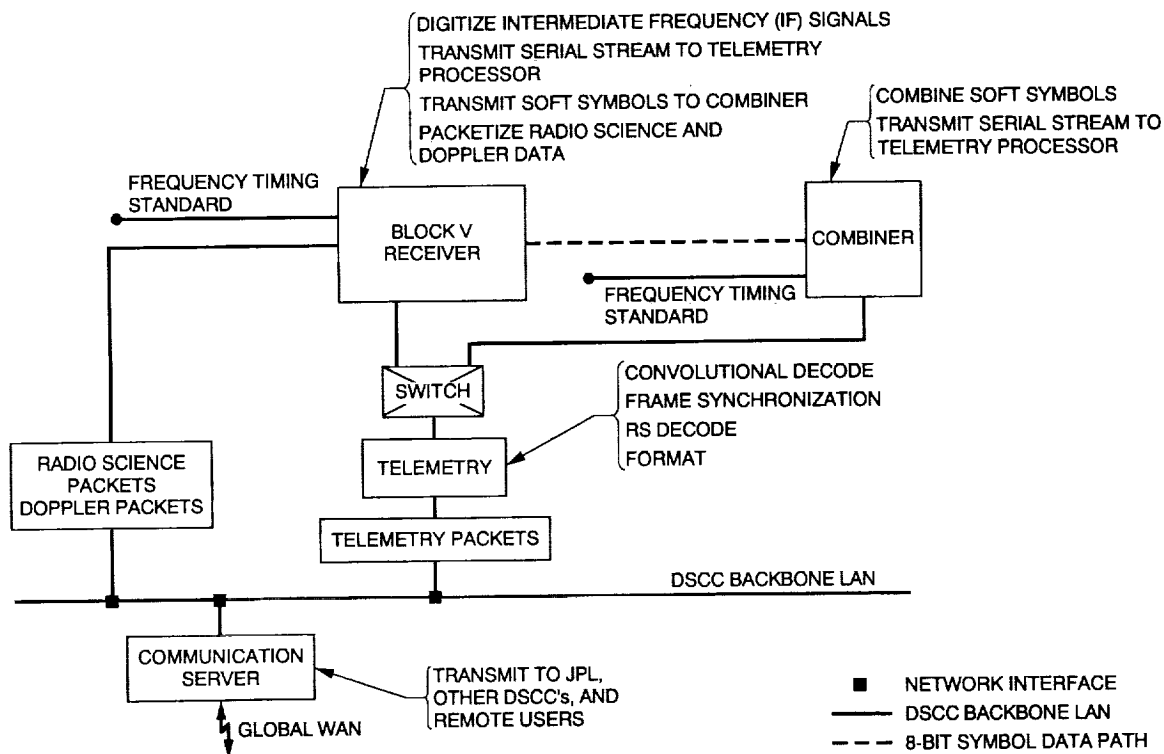 DIGITIZE INTERMEDIATE FREQUENCY (IF) SIGNALS
TRANSMIT SERIAL STREAM TO TELEMETRY
PROCESSOR
TRANSMIT SOFT SYMBOLS TO COMBINER
PACKETIZE RADIO SCIENCE AND
DOPPLER DATA
COMBINE SOFT SYMBOLS
TRANSMIT SERIAL STREAM TO
TELEMETRY PROCESSOR
FREQUENCY TIMING
STANDARD
BLOCK V
RECEIVER
COMBINER
FREQUENCY TIMING
STANDARD
SWITCH
CONVOLUTIONAL DECODE
FRAME SYNCHRONIZATION
RS DECODE
FORMAT
TELEMETRY
RADIO SCIENCE
PACKETS
DOPPLER PACKETS
TELEMETRY PACKETS
DSCC BACKBONE LAN
COMMUNICATION
SERVER
TRANSMIT TO JPL,
OTHER DSCC's, AND
REMOTE USERS
GLOBAL WAN
NETWORK INTERFACE
DSCC BACKBONE LAN
8-BIT SYMBOL DATA PATH